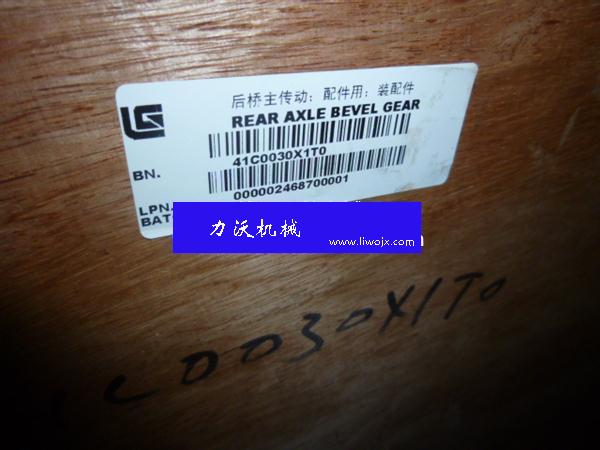 后桥主传动; 配件用; 装配件
REAR AXLE BEVEL GEAR
LG
41C0030X1T0
BN.
000002468700001
LPN.
BAT
力沃机械
www.liwojx.com
C0030X1T0